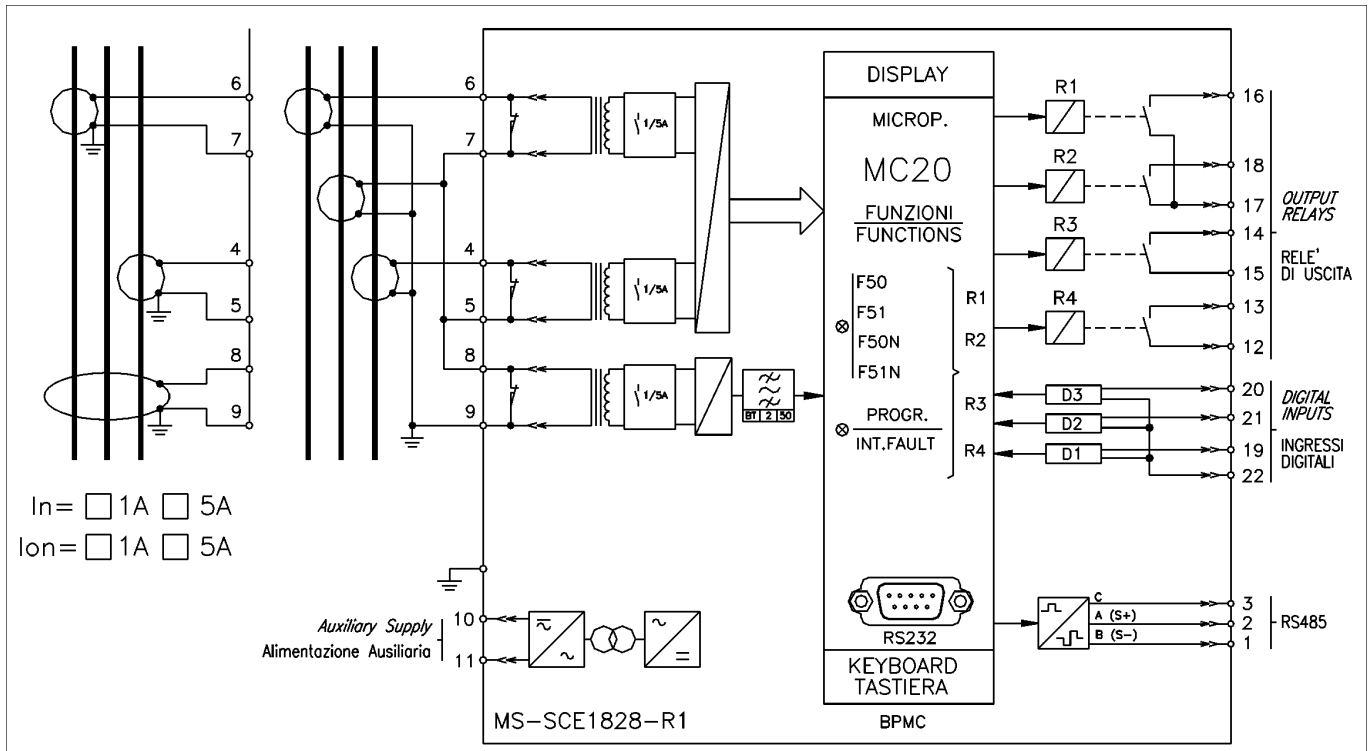 6
7
4
5
8
9
In= 1A 5A
Ion= 1A 5A
6
7
4
5
8
9
1/5A
1/5A
1/5A
BT 2 50
DISPLAY
MICROP.
MC20
FUNZIONI
FUNCTIONS
F50
F51
F50N
F51N
PROGR.
INT.FAULT
R1
R2
R3
R4
RS232
KEYBOARD
TASTIERA
BPMC
R1
R2
R3
R4
16
18
17
14
15
13
12
OUTPUT
RELAYS
RELE'
DI USCITA
D3
D2
D1
20
21
19
22
DIGITAL
INPUTS
INGRESSI
DIGITALI
C
A (S+)
B (S-)
3
2
1
RS485
Auxiliary Supply
Alimentazione Ausiliaria
10
11
MS-SCE1828-R1